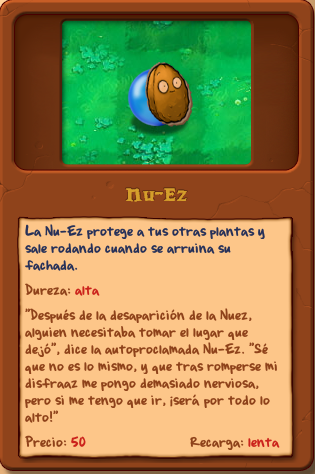 Nu-Ez
La Nu-Ez protege a tus otras plantas y
sale rodando cuando se arruina su
fachada.
Dureza: alta
"Después de la desaparición de la Nuez,
alguien necesitaba tomar el lugar que
dejó", dice la autoproclamada Nu-Ez. "Sé
que no es lo mismo, y que tras romperse mi
disfraaz me pongo demasiado nerviosa,
pero si me tengo que ir, ¡será por todo lo
alto!"
Precio: 50 Recarga: lenta